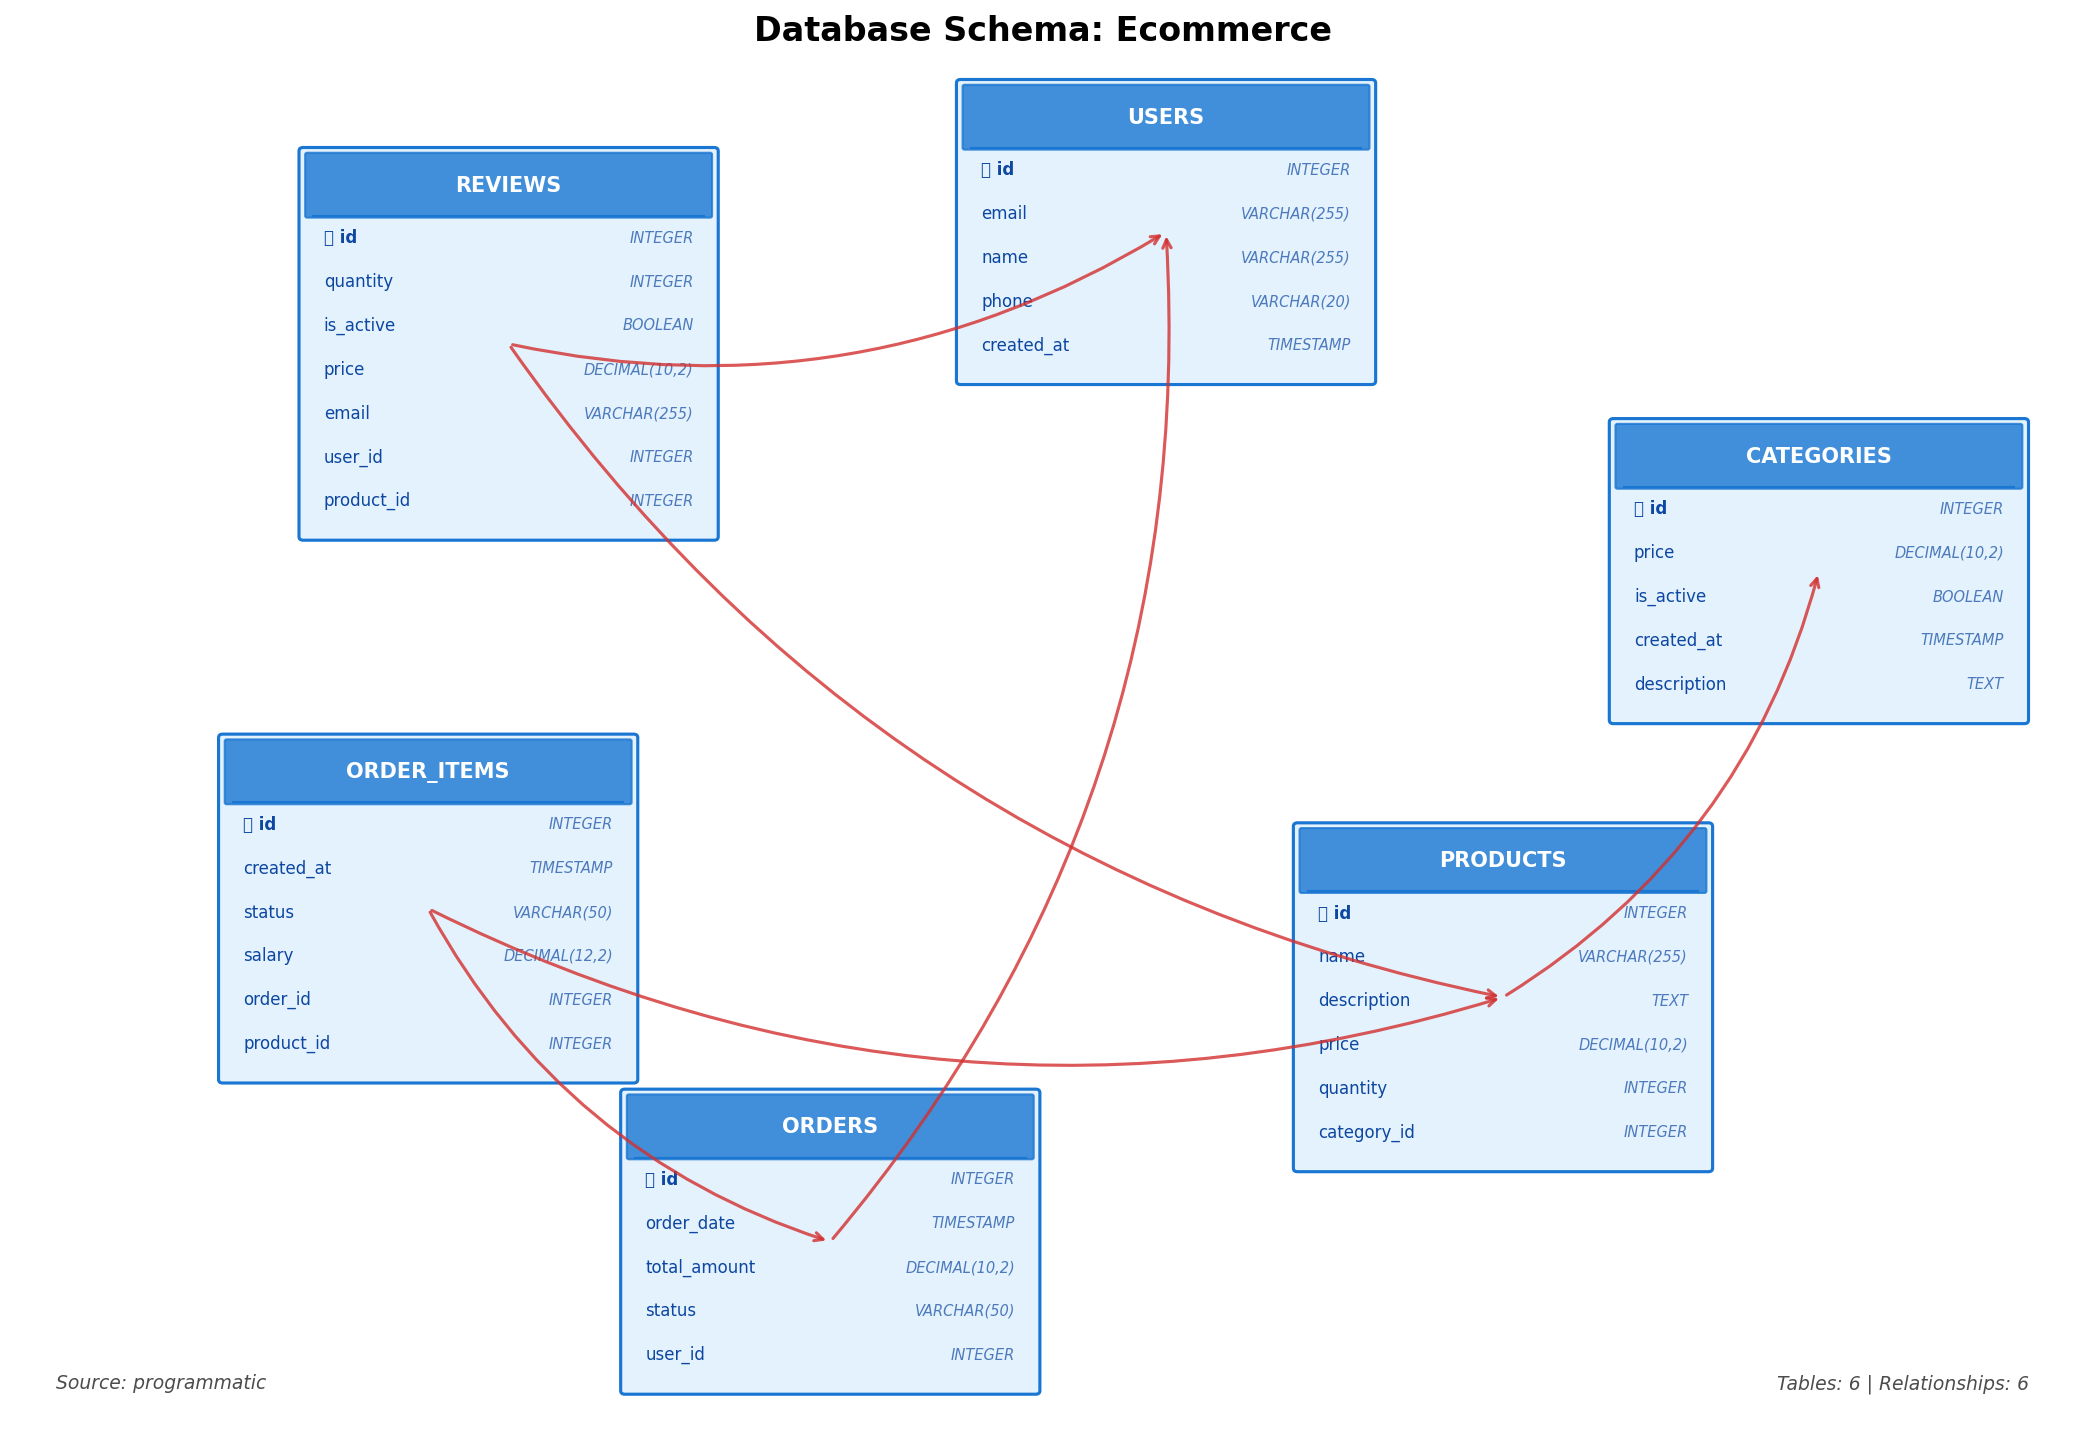 Database Schema: Ecommerce
USERS
id INTEGER
email VARCHAR(255)
name VARCHAR(255)
phone VARCHAR(20)
created_at TIMESTAMP
REVIEWS
id INTEGER
quantity INTEGER
is_active BOOLEAN
price DECIMAL(10,2)
email VARCHAR(255)
user_id INTEGER
product_id INTEGER
CATEGORIES
id INTEGER
price DECIMAL(10,2)
is_active BOOLEAN
created_at TIMESTAMP
description TEXT
ORDER_ITEMS
id INTEGER
created_at TIMESTAMP
status VARCHAR(50)
salary DECIMAL(12,2)
order_id INTEGER
product_id INTEGER
PRODUCTS
id INTEGER
name VARCHAR(255)
description TEXT
price DECIMAL(10,2)
quantity INTEGER
category_id INTEGER
ORDERS
id INTEGER
order_date TIMESTAMP
total_amount DECIMAL(10,2)
status VARCHAR(50)
user_id INTEGER
Source: programmatic
Tables: 6 | Relationships: 6